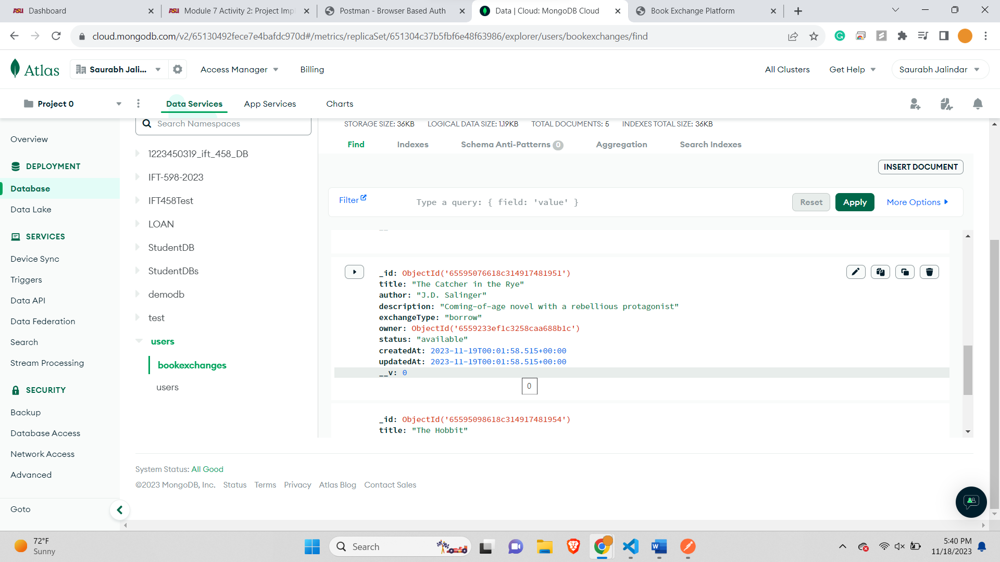 Dashboard
Module 7 Activity 2: Project Impl
Postman - Browser Based Auth
Data | Cloud: MongoDB Cloud
Book Exchange Platform
cloud.mongodb.com/v2/65130492fece7e4bafdc970d#/metrics/replicaSet/651304c37b5fbf6e48f63986/explorer/users/bookexchanges/find
Atlas
Saurabh Jali...
Access Manager
Billing
All Clusters
Get Help
Saurabh Jalindar
Project 0
Data Services
App Services
Charts
Overview
DEPLOYMENT
Database
Data Lake
SERVICES
Device Sync
Triggers
Data API
Data Federation
Search
Stream Processing
SECURITY
Backup
Database Access
Network Access
Advanced
Goto
Search Namespaces
1223450319_ift_458_DB
IFT-598-2023
IFT458Test
LOAN
StudentDB
StudentDBs
demodb
test
users
bookexchanges
users
STORAGE SIZE: 36KB LOGICAL DATA SIZE: 1.19KB TOTAL DOCUMENTS: 5 INDEXES TOTAL SIZE: 36KB
Find Indexes Schema Anti-Patterns 0 Aggregation Search Indexes
INSERT DOCUMENT
Filter
Type a query: { field: 'value' }
Reset
Apply
More Options
_id: ObjectId('65595076618c314917481951')
title: "The Catcher in the Rye"
author: "J.D. Salinger"
description: "Coming-of-age novel with a rebellious protagonist"
exchangeType: "borrow"
owner: ObjectId('6559233ef1c3258caa688b1c')
status: "available"
createdAt: 2023-11-19T00:01:58.515+00:00
updatedAt: 2023-11-19T00:01:58.515+00:00
__v: 0
0
_id: ObjectId('65595098618c314917481954')
title: "The Hobbit"
System Status: All Good
©2023 MongoDB, Inc. Status Terms Privacy Atlas Blog Contact Sales
72°F
Sunny
Search
5:40 PM
11/18/2023